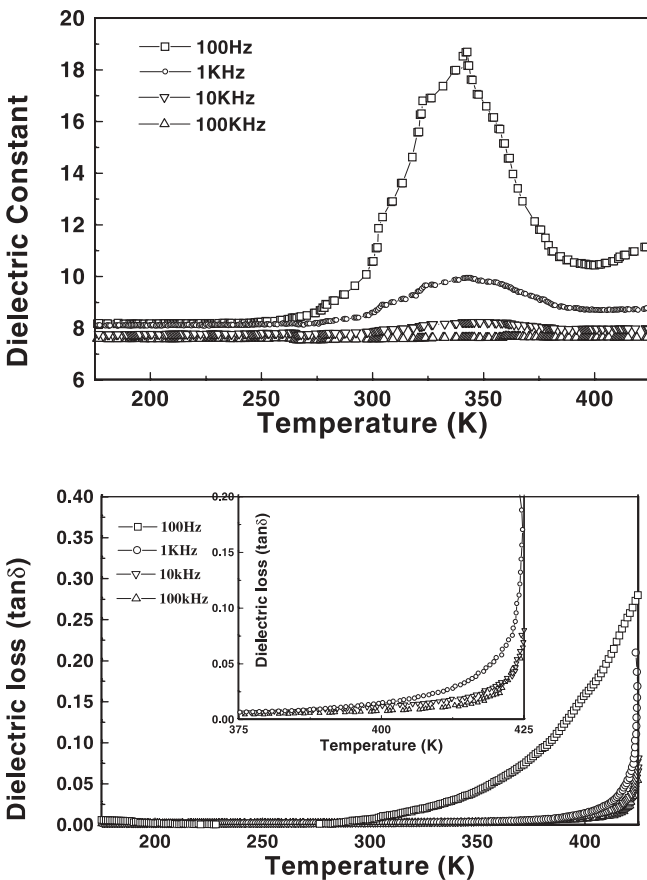 20
18
16
14
12
10
8
6
Dielectric Constant
100Hz
1KHz
10KHz
100KHz
200 250 300 350 400
Temperature (K)
0.40
0.35
0.30
0.25
0.20
0.15
0.10
0.05
0.00
Dielectric loss (tanδ)
100Hz
1KHz
10kHz
100kHz
0.20
0.15
0.10
0.05
0.00
Dielectric loss (tanδ)
375 400 425
Temperature (K)
200 250 300 350 400
Temperature (K)